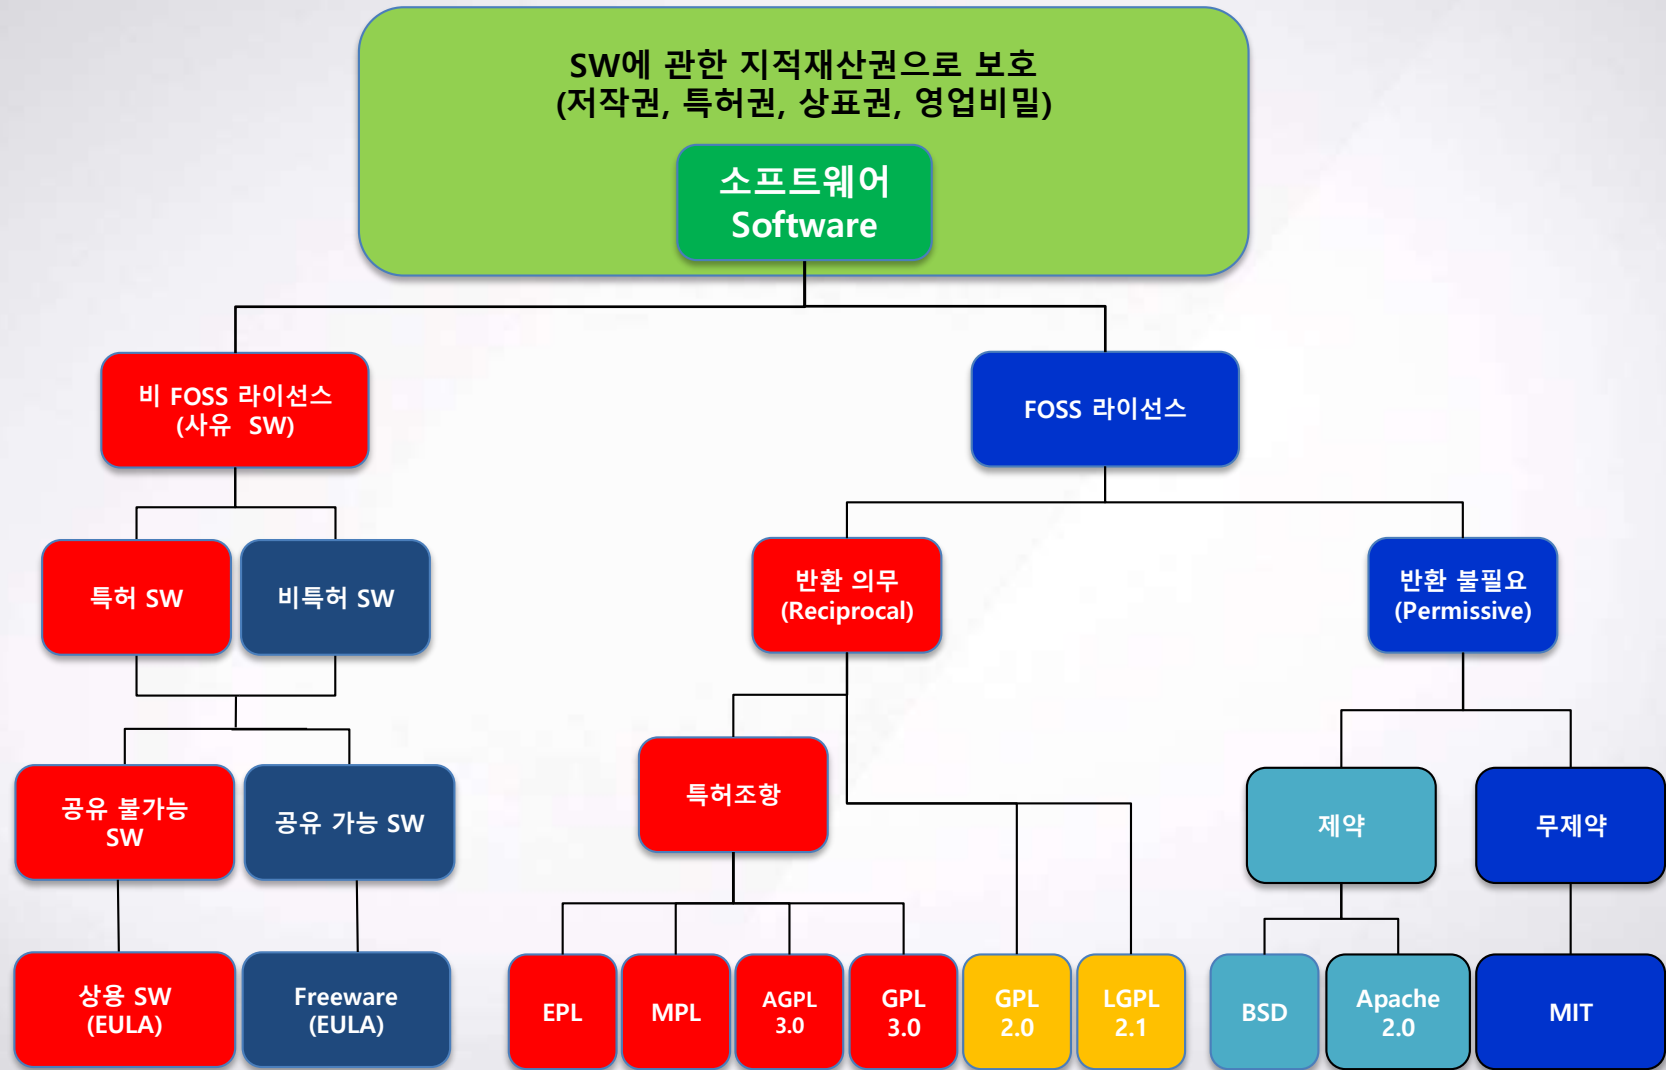 SW에 관한 지적재산권으로 보호
(저작권, 특허권, 상표권, 영업비밀)
소프트웨어
Software
비 FOSS 라이선스
(사유 SW)
FOSS 라이선스
특허 SW
비특허 SW
반환 의무
(Reciprocal)
반환 불필요
(Permissive)
공유 불가능
SW
공유 가능 SW
특허조항
제약
무제약
상용 SW
(EULA)
Freeware
(EULA)
EPL
MPL
AGPL
3.0
GPL
3.0
GPL
2.0
LGPL
2.1
BSD
Apache
2.0
MIT